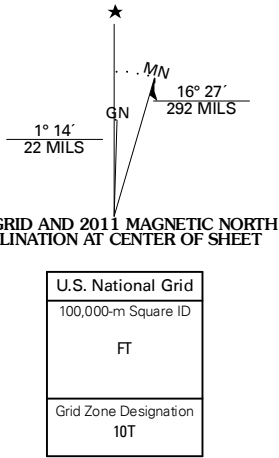 MN
GN
16° 27´
292 MILS
1° 14´
22 MILS
GRID AND 2011 MAGNETIC NORTH
LINATION AT CENTER OF SHEET
U.S. National Grid
100,000-m Square ID
FT
Grid Zone Designation
10T